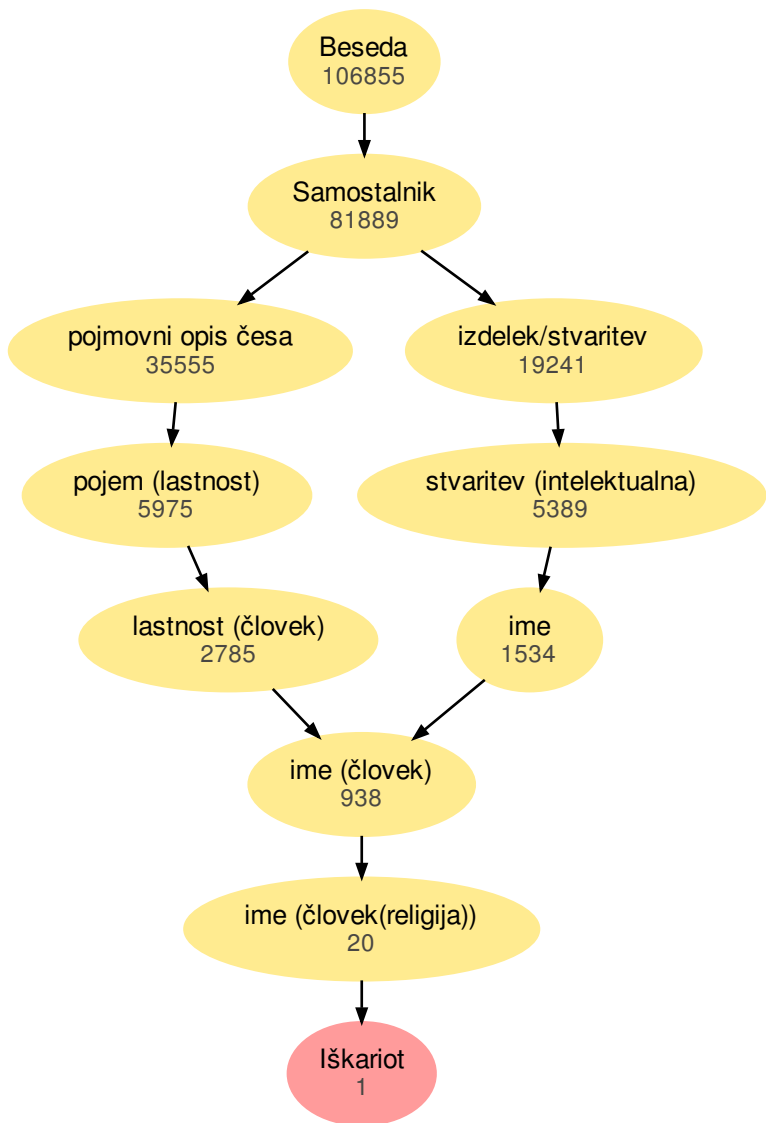 Beseda
106855
Samostalnik
81889
pojmovni opis česa
35555
izdelek/stvaritev
19241
pojem (lastnost)
5975
stvaritev (intelektualna)
5389
lastnost (človek)
2785
ime
1534
ime (človek)
938
ime (človek(religija))
20
Iškariot
1